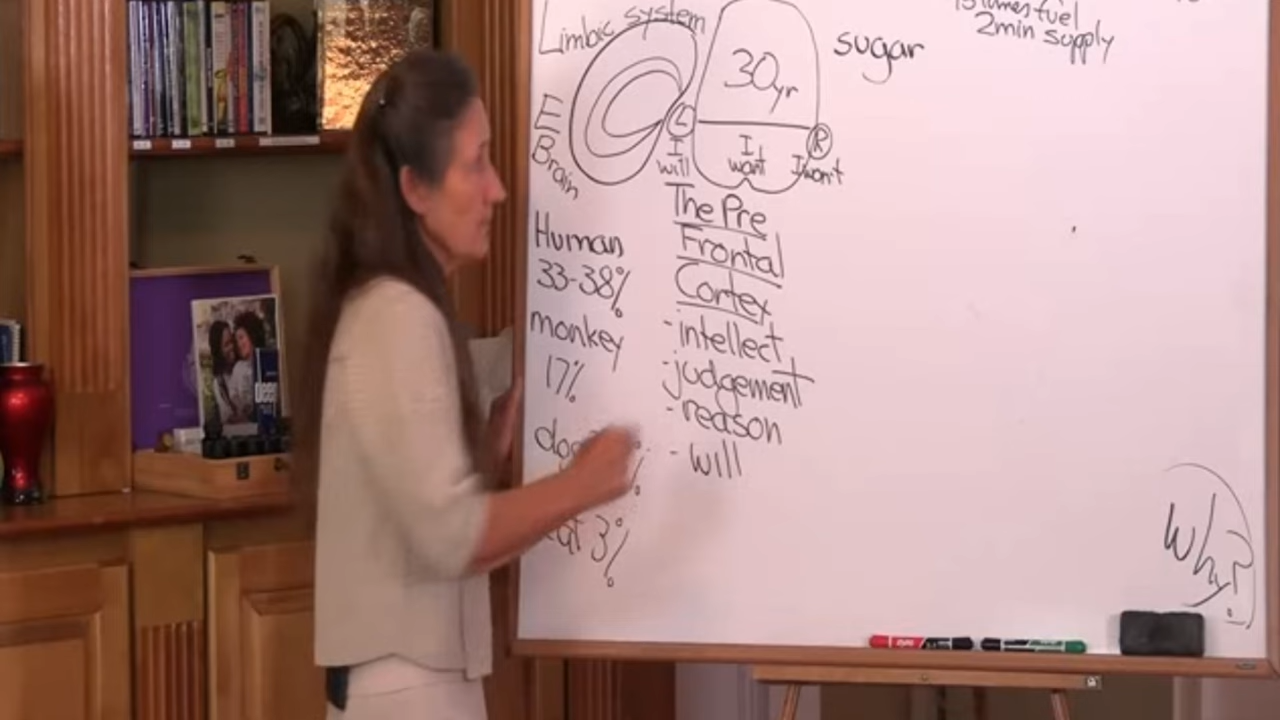 Limbic system
E
Brain
30yr
L
R
I will
I want
I won't
sugar
15 times fuel
2min supply
Human
33-38%
monkey
17%
%
cat 3%
The Pre
Frontal
Cortex
- intellect
- judgement
- reason
- will
Why?